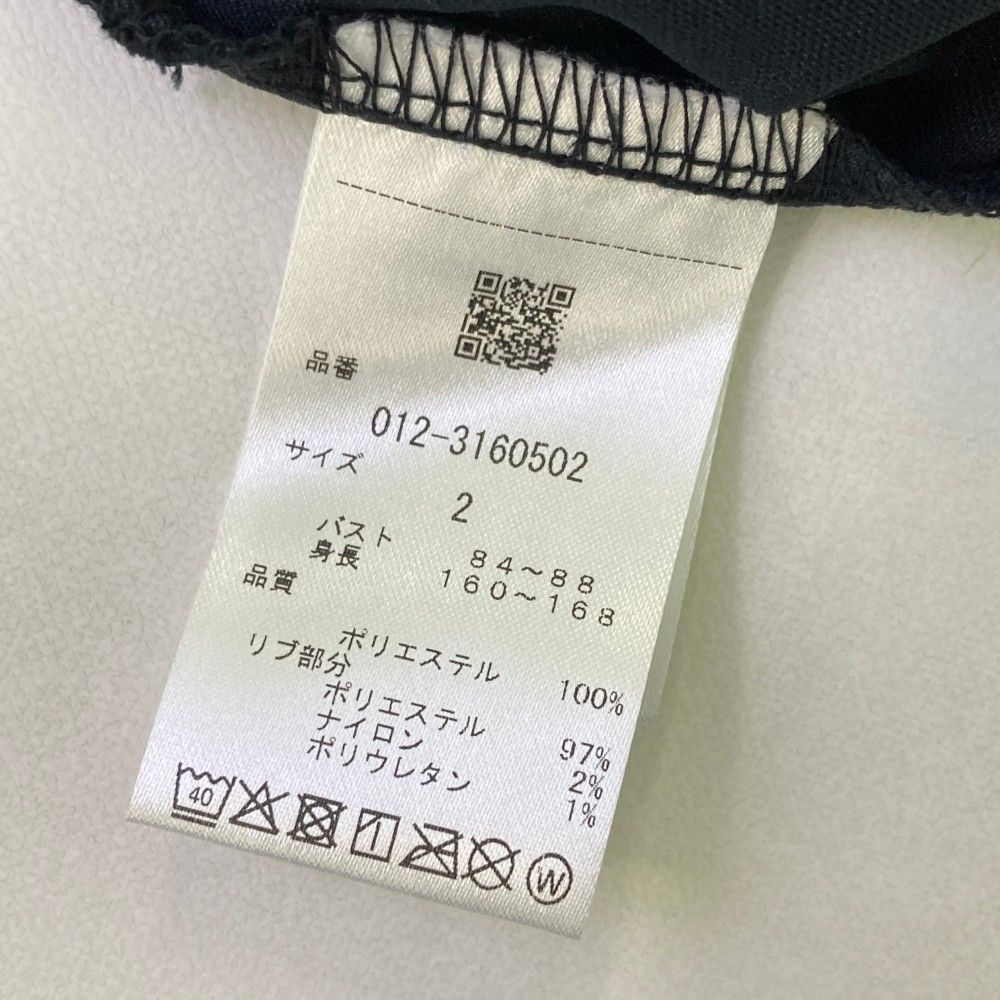 品番
012-3160502
サイズ
2
バスト 84~88
身長 160~168
品質
ポリエステル 100%
リブ部分
ポリエステル 97%
ナイロン 2%
ポリウレタン 1%
40
W